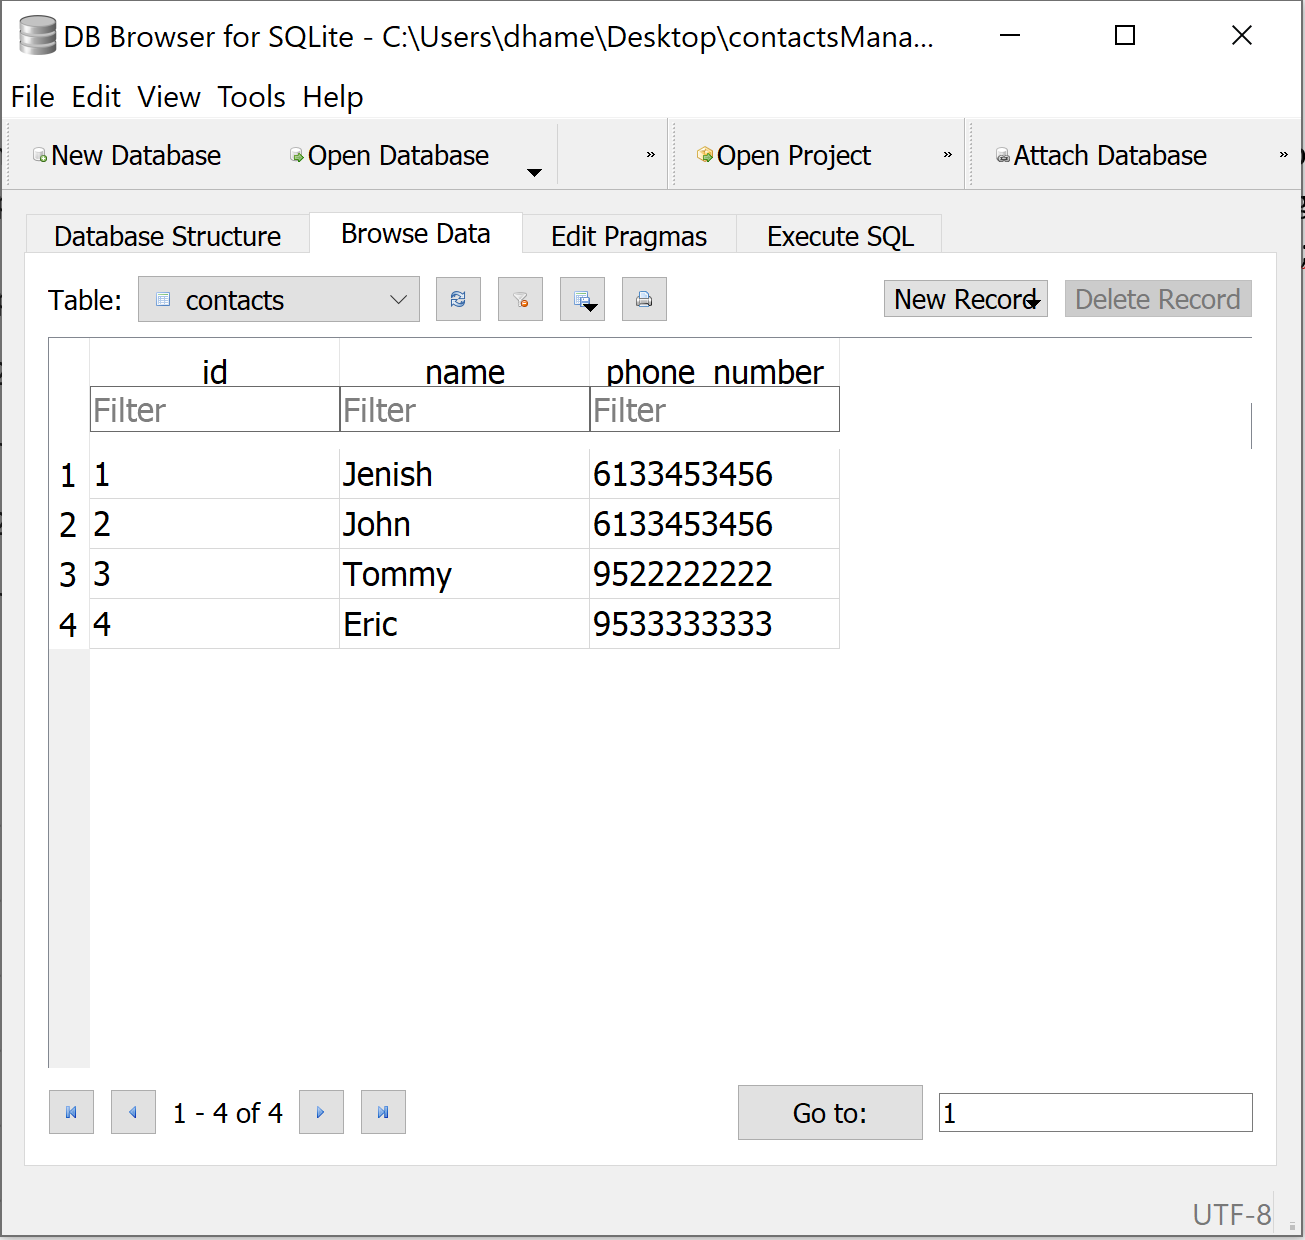 DB Browser for SQLite - C:\Users\dhame\Desktop\contactsMana...
File Edit View Tools Help
New Database Open Database » Open Project » Attach Database »
Database Structure Browse Data Edit Pragmas Execute SQL
Table: contacts New Record Delete Record
id name phone_number
Filter Filter Filter
1 1 Jenish 6133453456
2 2 John 6133453456
3 3 Tommy 9522222222
4 4 Eric 9533333333
1 - 4 of 4 Go to: 1
UTF-8